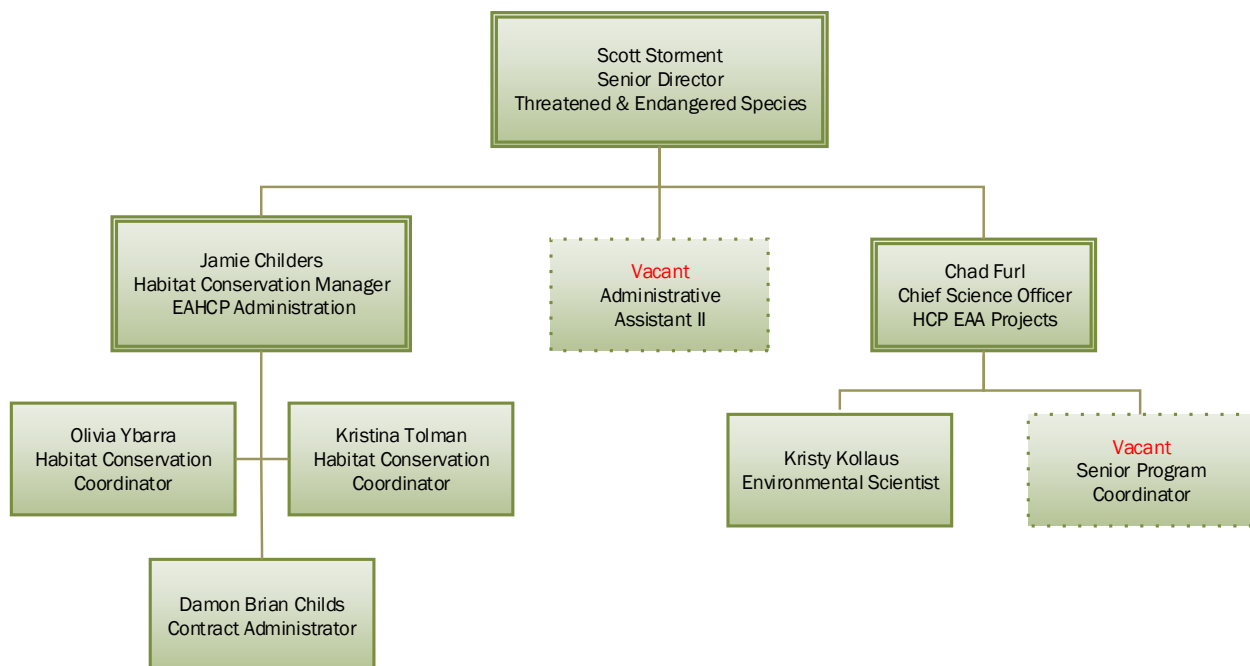 Scott Storment
Senior Director
Threatened & Endangered Species
Jamie Childers
Habitat Conservation Manager
EAHCP Administration
Vacant
Administrative
Assistant II
Chad Furl
Chief Science Officer
HCP EAA Projects
Olivia Ybarra
Habitat Conservation
Coordinator
Kristina Tolman
Habitat Conservation
Coordinator
Kristy Kollaus
Environmental Scientist
Vacant
Senior Program
Coordinator
Damon Brian Childs
Contract Administrator